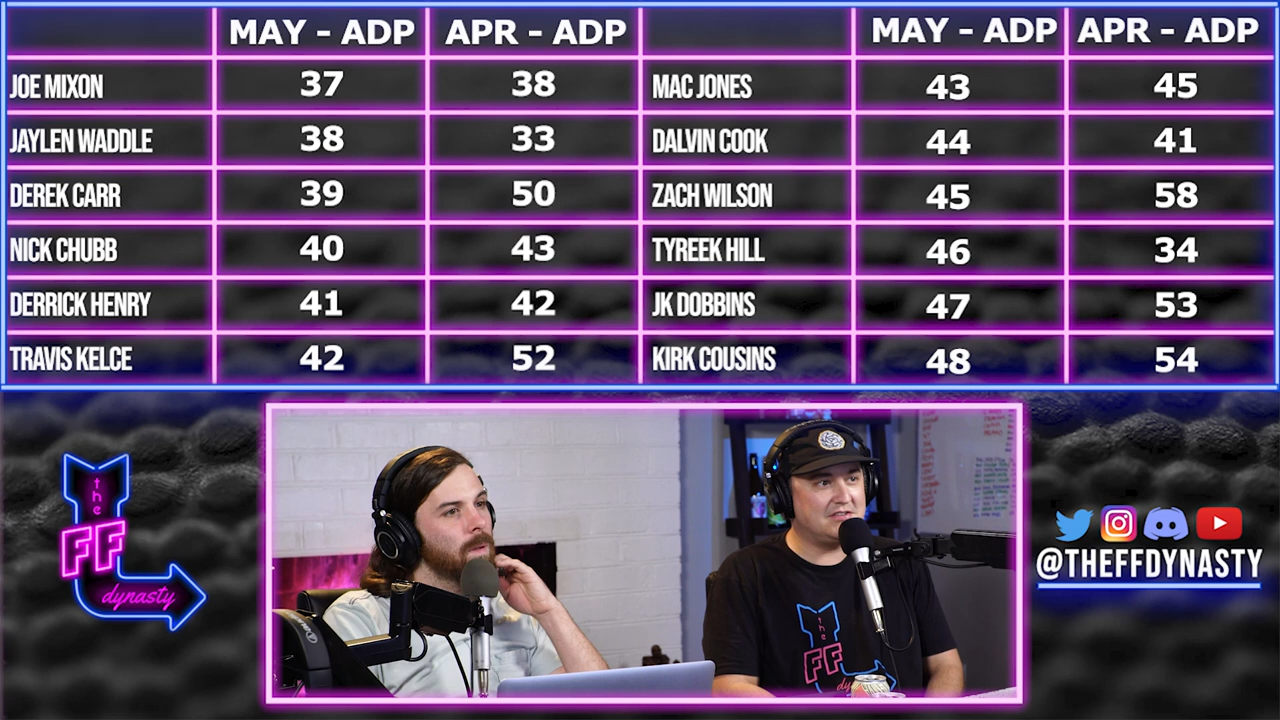 MAY - ADP APR - ADP MAY - ADP APR - ADP
JOE MIXON 37 38 MAC JONES 43 45
JAYLEN WADDLE 38 33 DALVIN COOK 44 41
DEREK CARR 39 50 ZACH WILSON 45 58
NICK CHUBB 40 43 TYREEK HILL 46 34
DERRICK HENRY 41 42 JK DOBBINS 47 53
TRAVIS KELCE 42 52 KIRK COUSINS 48 54
the
FF
dynasty
@THEFFDYNASTY
the
FF
dy